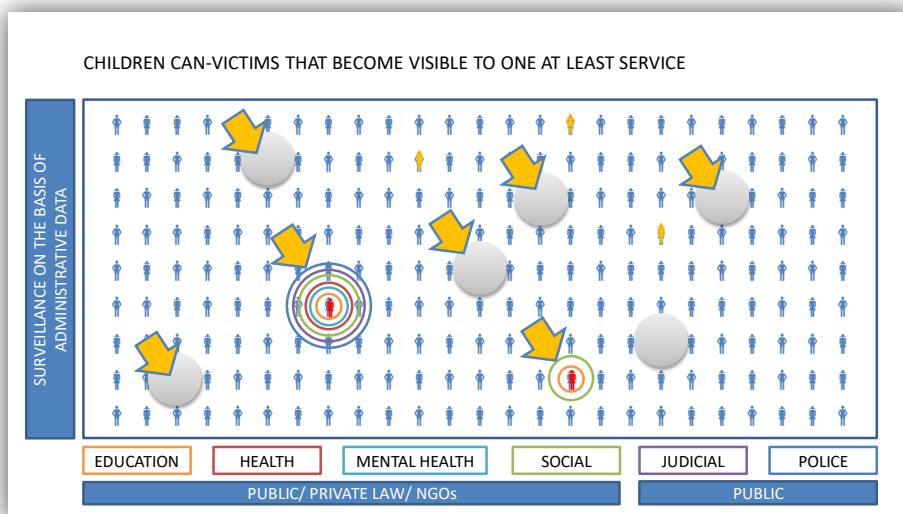 CHILDREN CAN-VICTIMS THAT BECOME VISIBLE TO ONE AT LEAST SERVICE
SURVEILLANCE ON THE BASIS OF
ADMINISTRATIVE DATA
EDUCATION
HEALTH
MENTAL HEALTH
SOCIAL
JUDICIAL
POLICE
PUBLIC/ PRIVATE LAW/ NGOs
PUBLIC